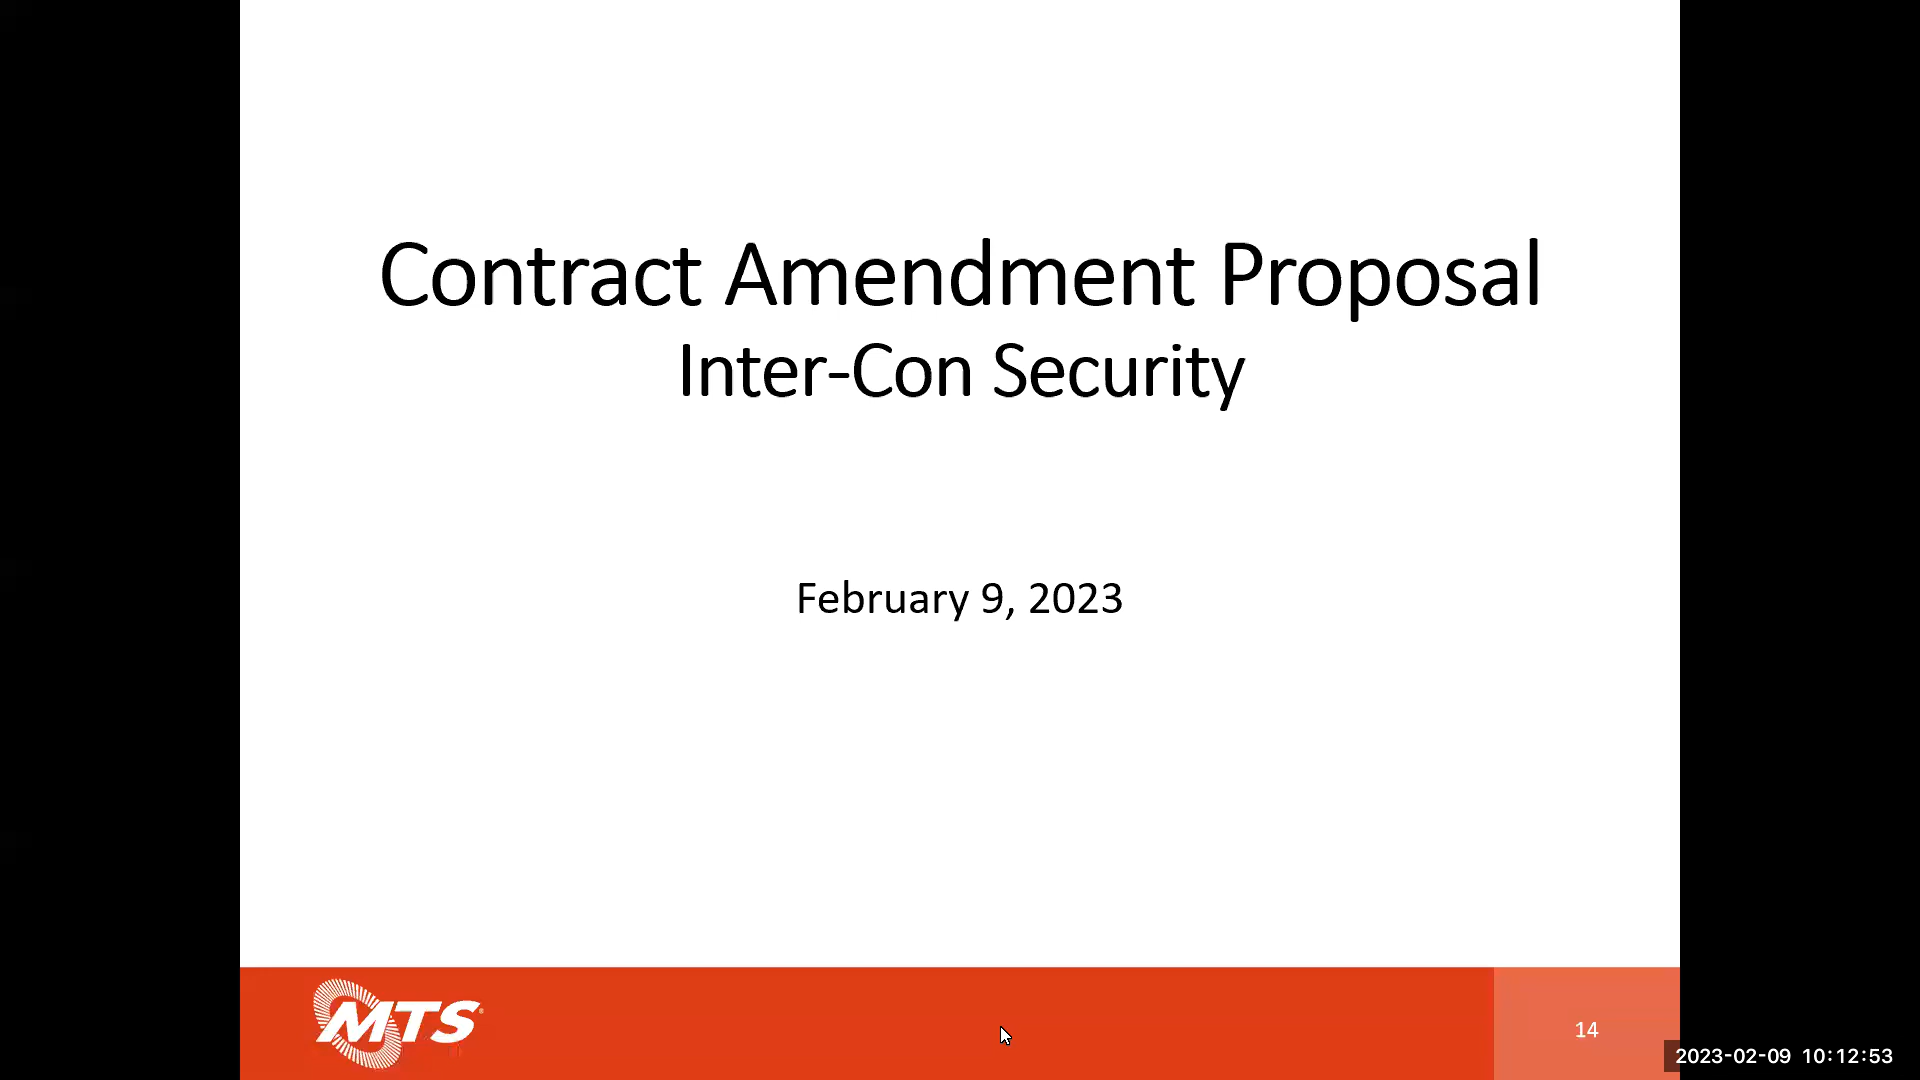 Contract Amendment Proposal
Inter-Con Security
February 9, 2023
MTS
14
2023-02-09 10:12:53